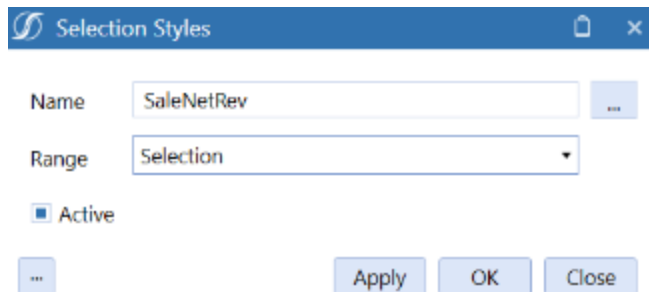 Selection Styles
Name SaleNetRev ...
Range Selection
Active
... Apply OK Close